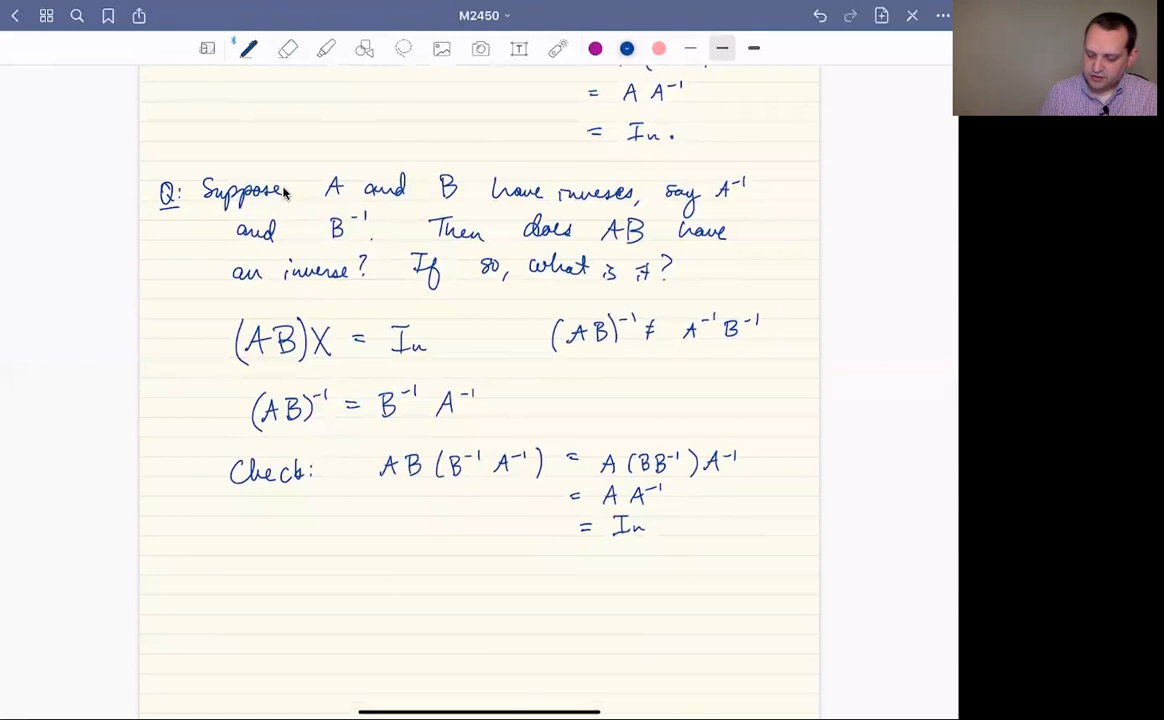 M2450
= A A⁻¹
= In.
Q: Suppose A and B have inveses, say A⁻¹
and B⁻¹. Then does AB have
an inverse? If so, what is it?
(AB)X = In (AB)⁻¹ ≠ A⁻¹ B⁻¹
(AB)⁻¹ = B⁻¹ A⁻¹
Check: AB (B⁻¹ A⁻¹) = A (BB⁻¹) A⁻¹
= A A⁻¹
= In